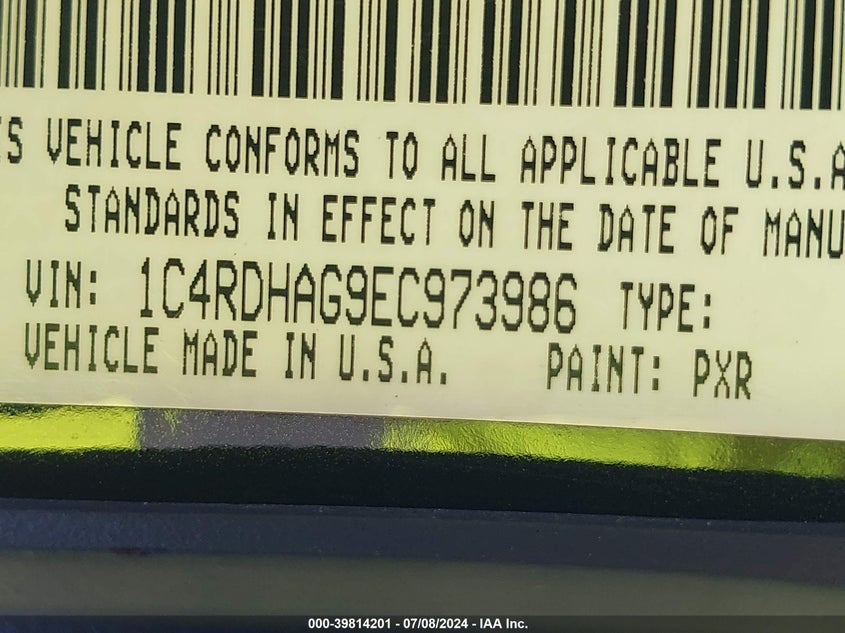 VEHICLE CONFORMS TO ALL APPLICABLE U.S.A
STANDARDS IN EFFECT ON THE DATE OF MANU
VIN: 1C4RDHAG9EC973986 TYPE:
VEHICLE MADE IN U.S.A. PAINT: PXR
000-39814201 - 07/08/2024 - IAA Inc.